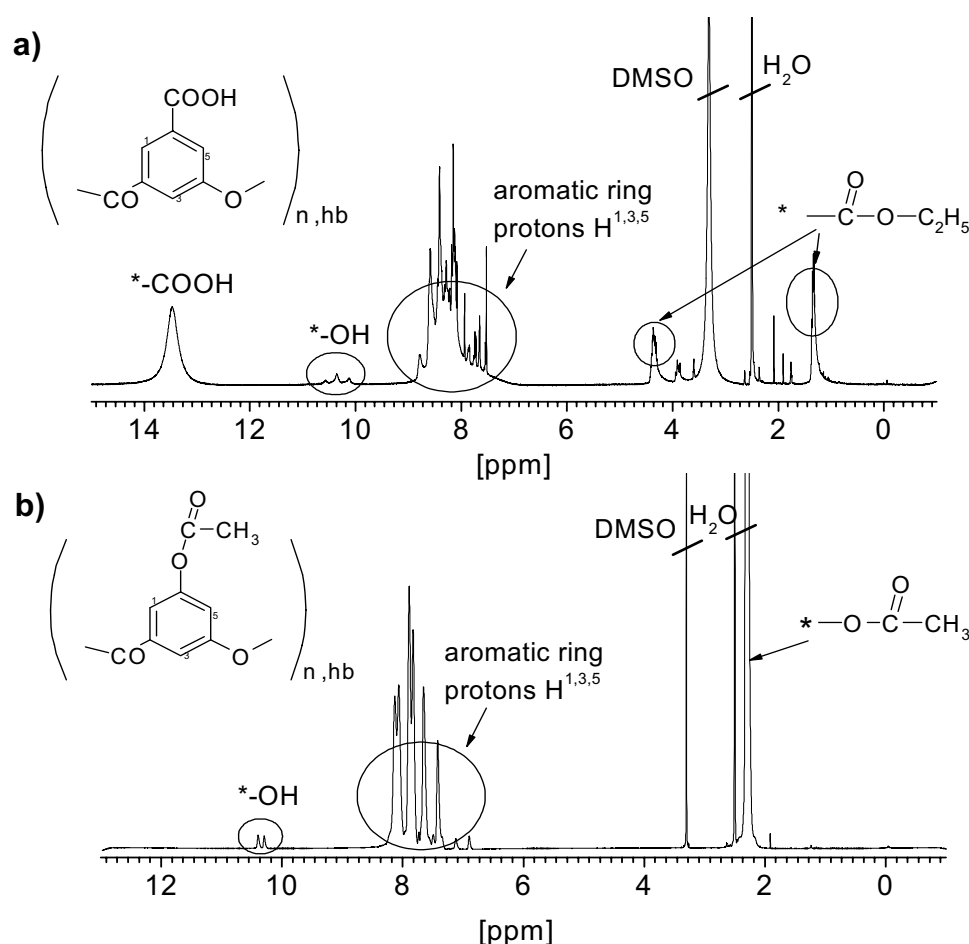 a)
COOH
1
5
3
CO
O
n ,hb
*-COOH
*-OH
aromatic ring
protons H1,3,5
DMSO
H2O
O
* C O C2H5
14 12 10 8 6 4 2 0
[ppm]
b)
O
C CH3
O
1
5
3
CO
O
n ,hb
*-OH
aromatic ring
protons H1,3,5
DMSO
H2O
O
* O C CH3
12 10 8 6 4 2 0
[ppm]